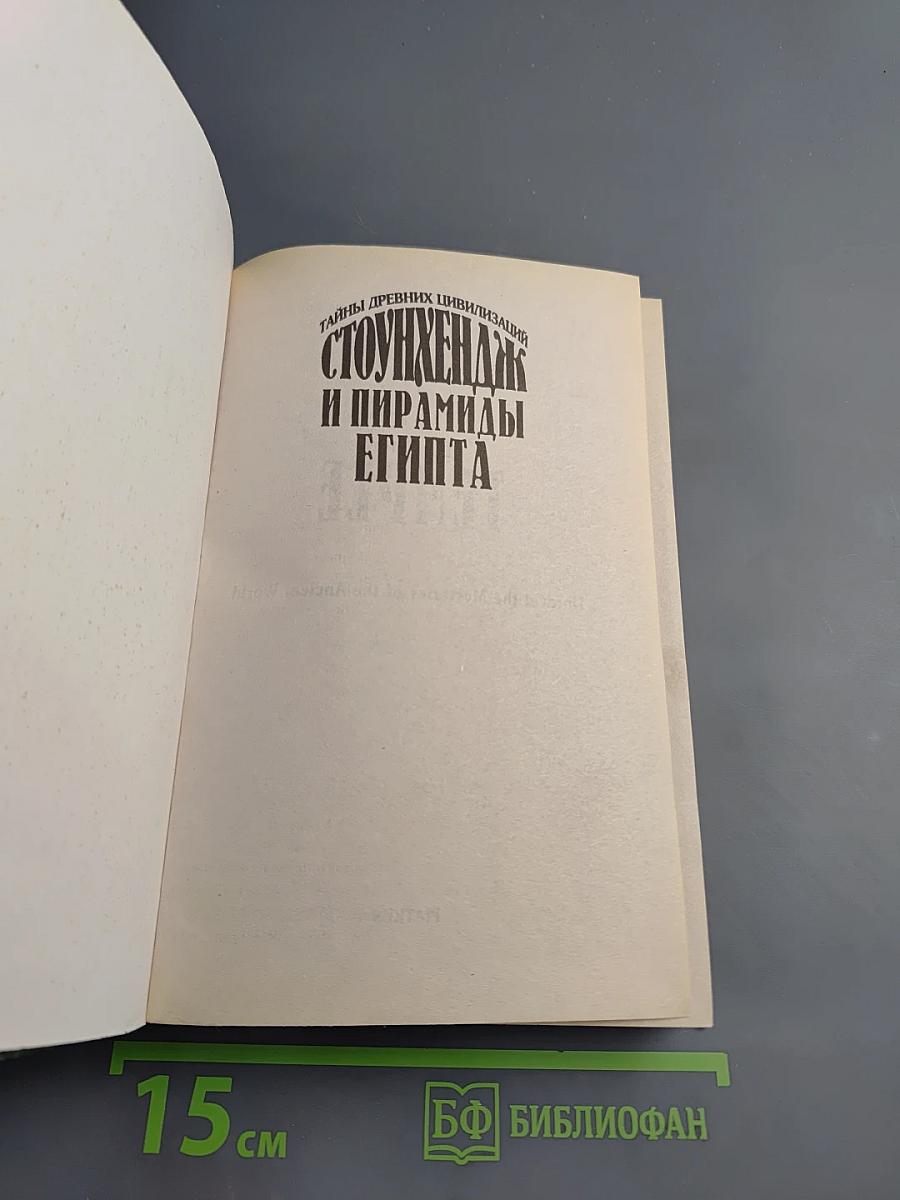 ТАЙНЫ ДРЕВНИХ ЦИВИЛИЗАЦИЙ
СТОУНХЕНДЖ
И ПИРАМИДЫ
ЕГИПТА
15 СМ
БФ БИБЛИОФАН